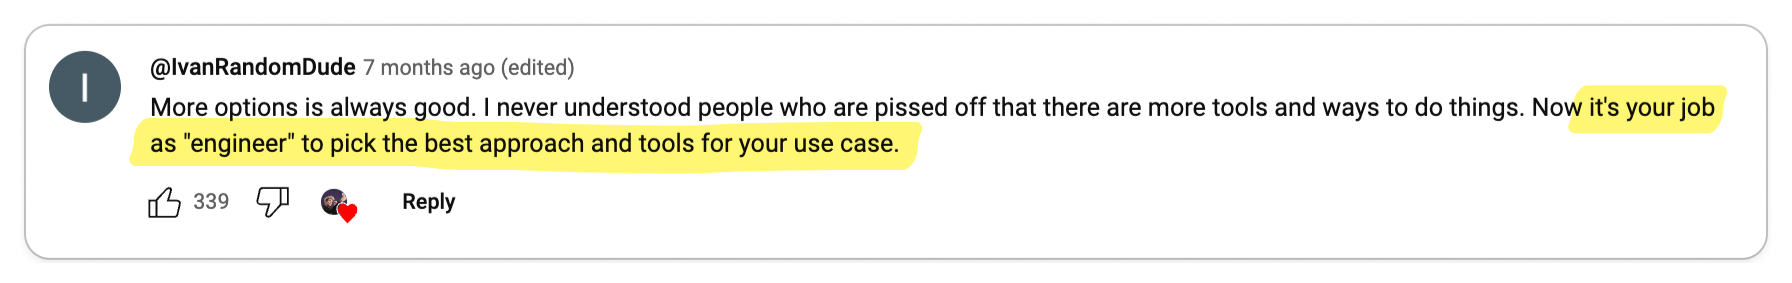 I
@IvanRandomDude 7 months ago (edited)
More options is always good. I never understood people who are pissed off that there are more tools and ways to do things. Now it's your job
as "engineer" to pick the best approach and tools for your use case.
339 Reply